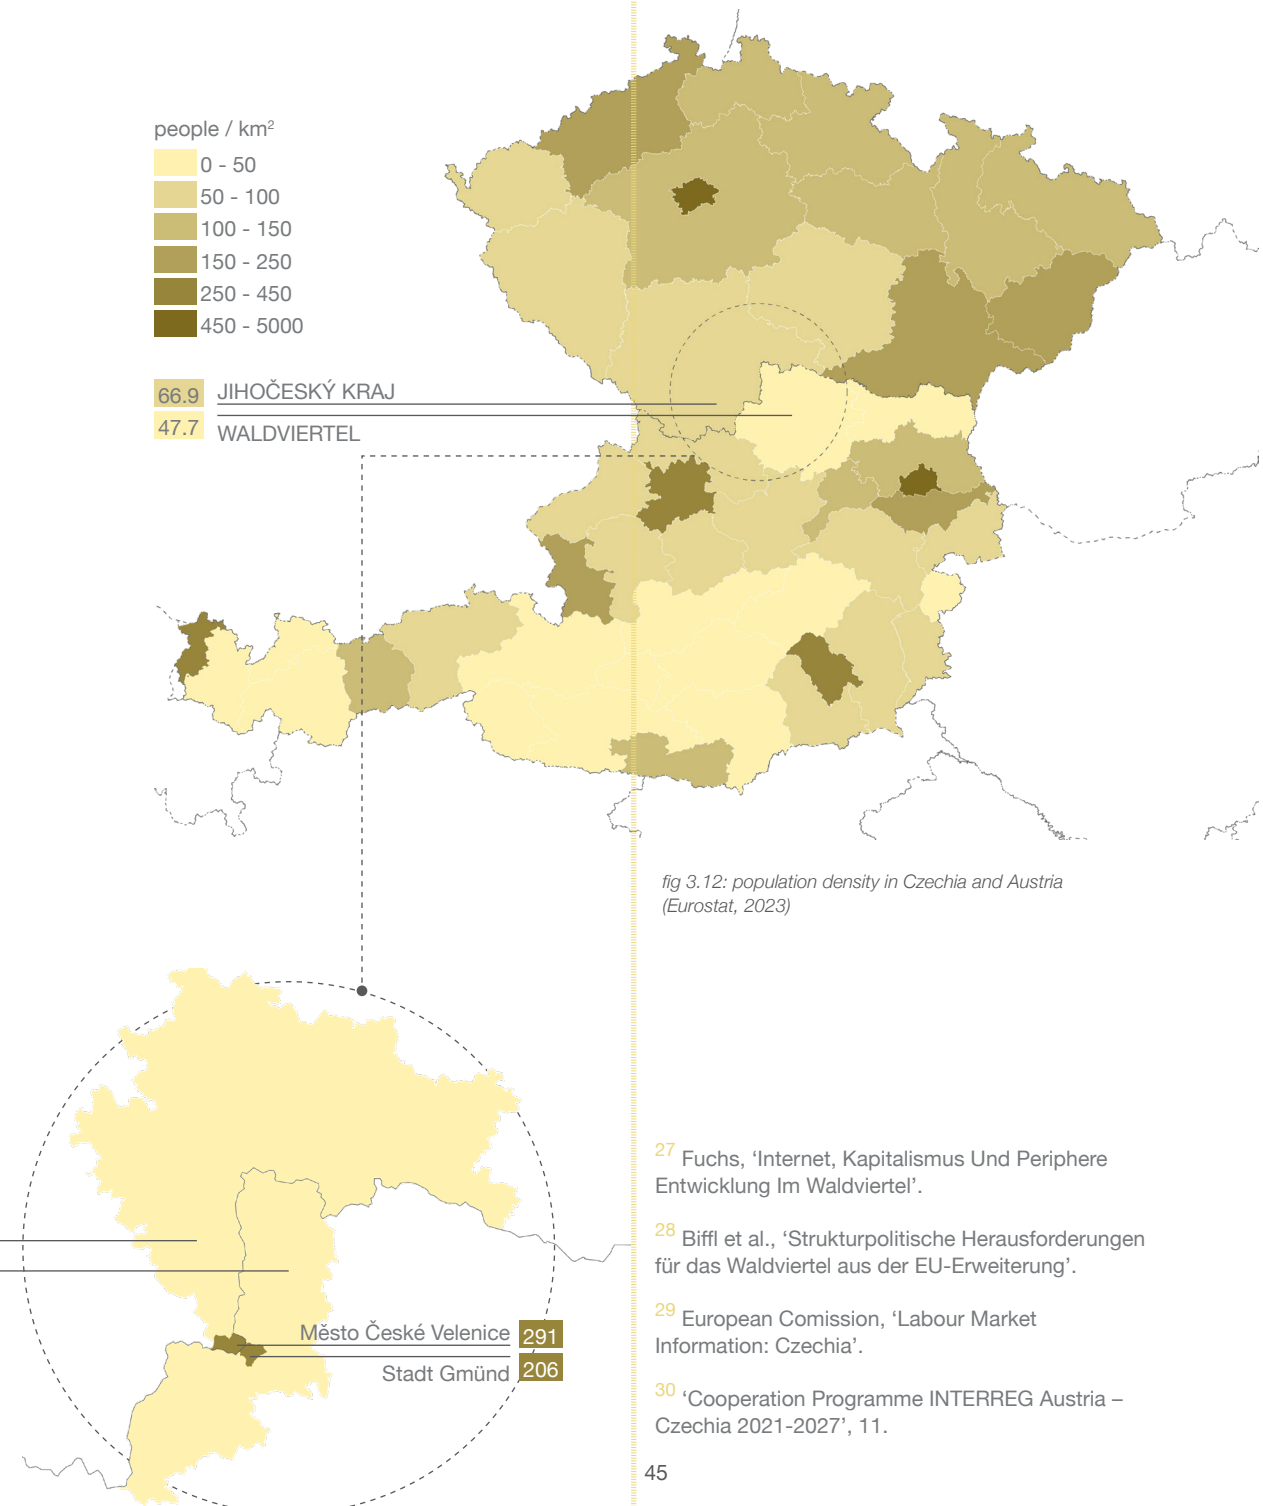 people / km²
0 - 50
50 - 100
100 - 150
150 - 250
250 - 450
450 - 5000
66.9 JIHOČESKÝ KRAJ
47.7 WALDVIERTEL
fig 3.12: population density in Czechia and Austria
(Eurostat, 2023)
Město České Velenice 291
Stadt Gmünd 206
27 Fuchs, ‘Internet, Kapitalismus Und Periphere
Entwicklung Im Waldviertel’.
28 Biffl et al., ‘Strukturpolitische Herausforderungen
für das Waldviertel aus der EU-Erweiterung’.
29 European Comission, ‘Labour Market
Information: Czechia’.
30 ‘Cooperation Programme INTERREG Austria –
Czechia 2021-2027’, 11.
45